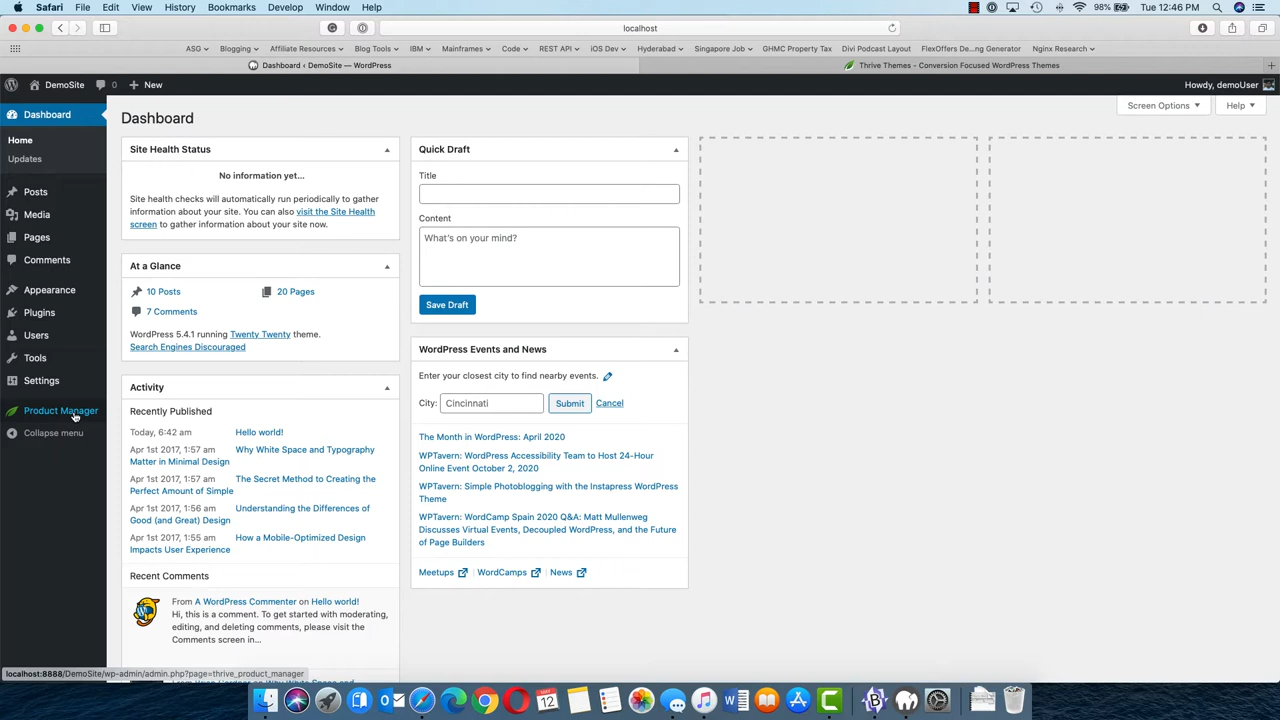 Safari File Edit View History Bookmarks Develop Window Help 98% Tue 12:46 PM
localhost
ASG Blogging Affiliate Resources Blog Tools IBM Mainframes Code REST API iOS Dev Hyderabad Singapore Job GHMC Property Tax Divi Podcast Layout FlexOffers De...ng Generator Nginx Research
Dashboard ‹ DemoSite — WordPress Thrive Themes - Conversion Focused WordPress Themes
DemoSite 0 New Howdy, demoUser
Screen Options Help
Dashboard
Home
Updates
Posts
Media
Pages
Comments
Appearance
Plugins
Users
Tools
Settings
Product Manager
Collapse menu
Dashboard
Site Health Status
No information yet...
Site health checks will automatically run periodically to
gather information about your site. You can also
visit the Site Health
screen to gather information about your site now.
At a Glance
10 Posts 20 Pages
7 Comments
WordPress 5.4.1 running Twenty Twenty theme.
Search Engines Discouraged
Activity
Recently Published
Today, 6:42 am Hello world!
Apr 1st 2017, 1:57 am Why White Space and Typography
Matter in Minimal Design
Apr 1st 2017, 1:57 am The Secret Method to Creating the
Perfect Amount of Simple
Apr 1st 2017, 1:56 am Understanding the Differences of
Good (and Great) Design
Apr 1st 2017, 1:55 am How a Mobile-Optimized Design
Impacts User Experience
Recent Comments
From A WordPress Commenter on Hello world!
Hi, this is a comment. To get started with moderating,
editing, and deleting comments, please visit the
Comments screen in...
Quick Draft
Title
Content
What's on your mind?
Save Draft
WordPress Events and News
Enter your closest city to find nearby events.
City: Cincinnati Submit Cancel
The Month in WordPress: April 2020
WPTavern: WordPress Accessibility Team to Host 24-Hour
Online Event October 2, 2020
WPTavern: Simple Photoblogging with the Instapress WordPress
Theme
WPTavern: WordCamp Spain 2020 Q&A: Matt Mullenweg
Discusses Virtual Events, Decoupled WordPress, and the Future
of Page Builders
Meetups WordCamps News
localhost:8888/DemoSite/wp-admin/admin.php?page=thrive_product_manager